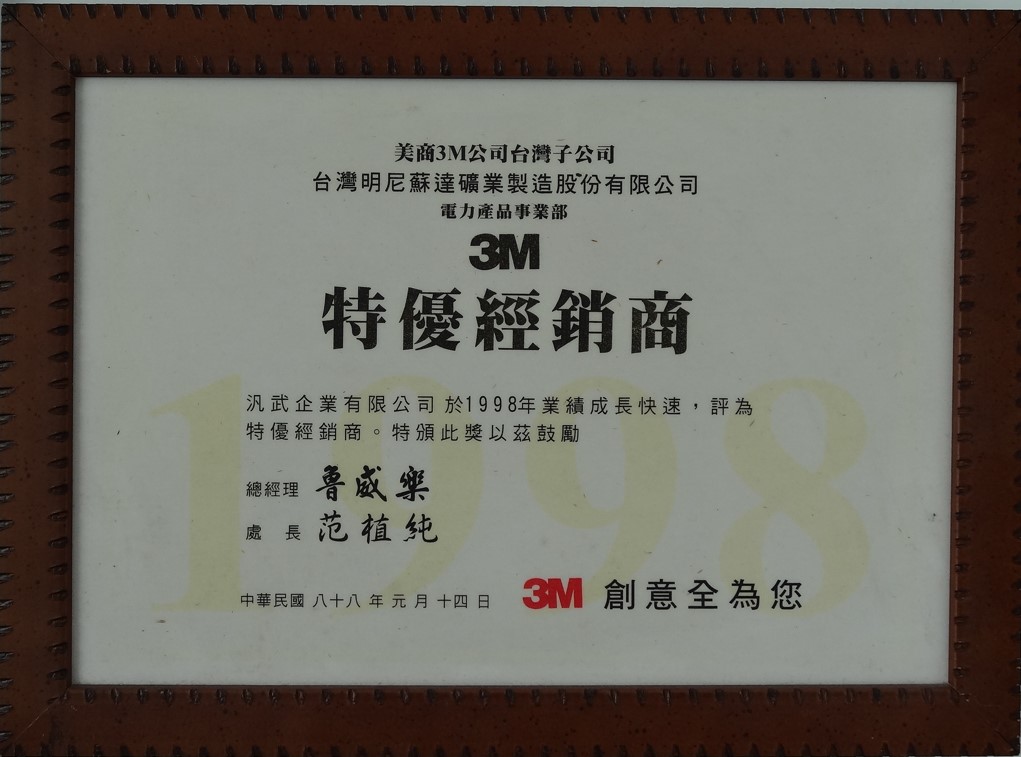 美商3M公司台灣子公司
台灣明尼蘇達礦業製造股份有限公司
電力產品事業部
3M
特優經銷商
1998
汎武企業有限公司於1998年業績成長快速，評為
特優經銷商。特頒此獎以茲鼓勵
總經理 魯威樂
處 長 范植純
中華民國八十八年元月十四日
3M 創意全為您